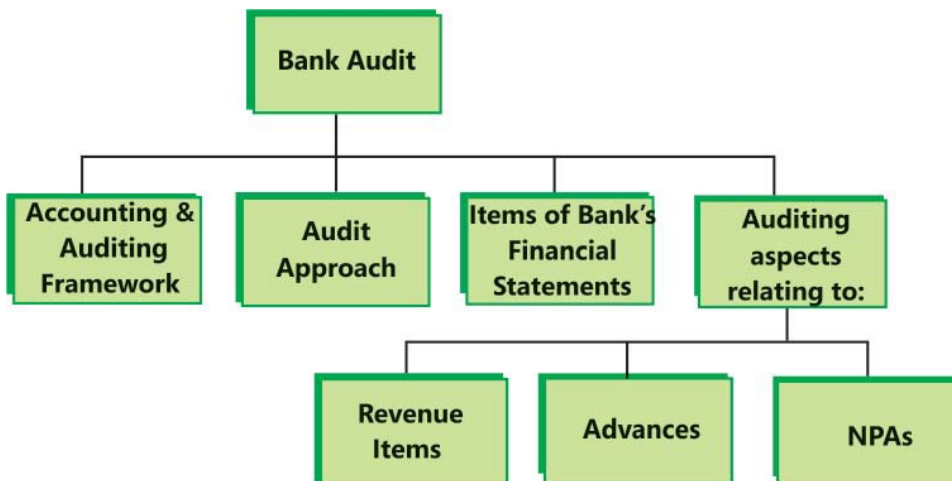 Bank Audit
Accounting &
Auditing
Framework
Audit
Approach
Items of Bank’s
Financial
Statements
Auditing
aspects
relating to:
Revenue
Items
Advances
NPAs